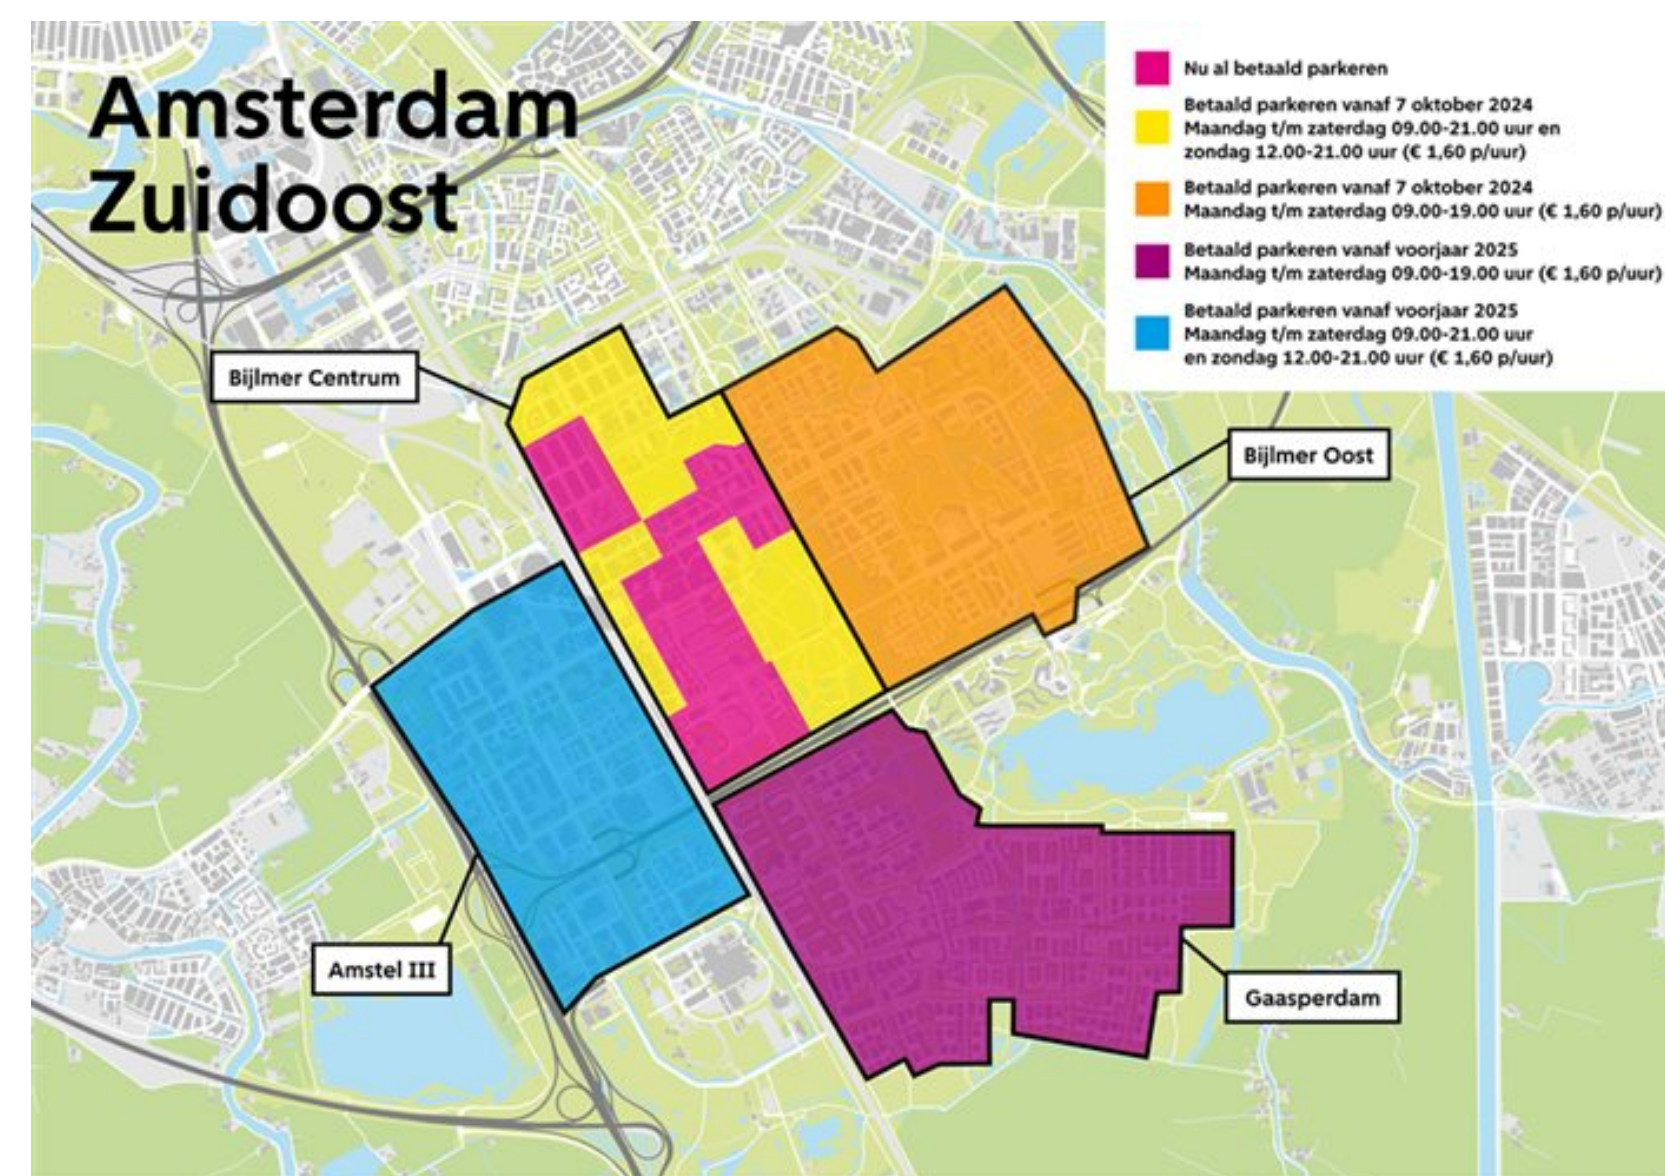 Amsterdam
Zuidoost
Nu al betaald parkeren
Betaald parkeren vanaf 7 oktober 2024
Maandag t/m zaterdag 09.00-21.00 uur en
zondag 12.00-21.00 uur (€ 1,60 p/uur)
Betaald parkeren vanaf 7 oktober 2024
Maandag t/m zaterdag 09.00-19.00 uur (€ 1,60 p/uur)
Betaald parkeren vanaf voorjaar 2025
Maandag t/m zaterdag 09.00-19.00 uur (€ 1,60 p/uur)
Betaald parkeren vanaf voorjaar 2025
Maandag t/m zaterdag 09.00-21.00 uur
en zondag 12.00-21.00 uur (€ 1,60 p/uur)
Bijlmer Centrum
Bijlmer Oost
Amstel III
Gaasperdam